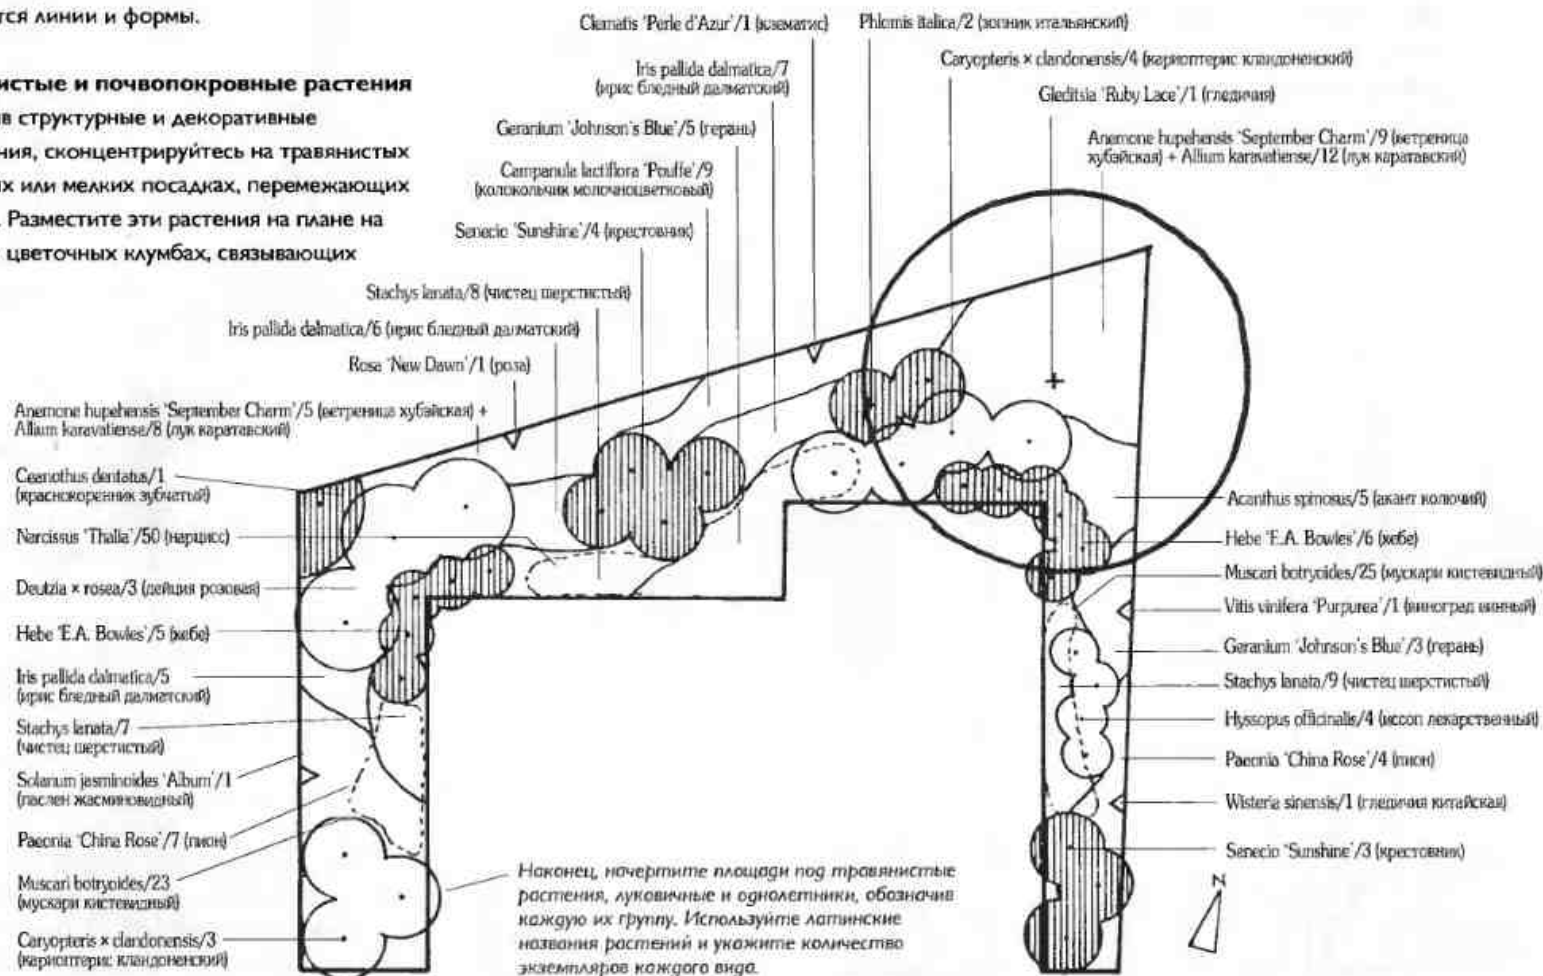 тся линии и формы.
истые и почвопокровные растения
ив структурные и декоративные
ния, сконцентрируйтесь на травянистых
их или мелких посадках, перемежающих
. Разместите эти растения на плане на
цветочных клумбах, связывающих
Clematis 'Perle d'Azur'/1 (клематис)
Phlomis italica/2 (зопник итальянский)
Iris pallida dalmatica/7
(ирис бледный далматский)
Caryopteris × clandonensis/4 (кариоптерис кландоненский)
Gleditsia 'Ruby Lace'/1 (гледичия)
Geranium 'Johnson's Blue'/5 (герань)
Anemone hupehensis 'September Charm'/9 (ветреница
хубэйская) + Allium karavatiense/12 (лук каратавский)
Campanula lactiflora 'Pouffe'/9
(колокольчик молочноцветковый)
Senecio 'Sunshine'/4 (крестовник)
Stachys lanata/8 (чистец шерстистый)
Iris pallida dalmatica/6 (ирис бледный далматский)
Rosa 'New Dawn'/1 (роза)
Anemone hupehensis 'September Charm'/5 (ветреница хубэйская) +
Allium karavatiense/8 (лук каратавский)
Ceanothus dentatus/1
(краснокоренник зубчатый)
Narcissus 'Thalia'/50 (нарцисс)
Deutzia × rosea/3 (дейция розовая)
Hebe 'E.A. Bowles'/5 (хебе)
Iris pallida dalmatica/5
(ирис бледный далматский)
Stachys lanata/7
(чистец шерстистый)
Solanum jasminoides 'Album'/1
(паслен жасминовидный)
Paeonia 'China Rose'/7 (пион)
Muscari botryoides/23
(мускари кистевидный)
Caryopteris × clandonensis/3
(кариоптерис кландоненский)
Acanthus spinosus/5 (акант колючий)
Hebe 'E.A. Bowles'/6 (хебе)
Muscari botryoides/25 (мускари кистевидный)
Vitis vinifera 'Purpurea'/1 (виноград винный)
Geranium 'Johnson's Blue'/3 (герань)
Stachys lanata/9 (чистец шерстистый)
Hyssopus officinalis/4 (иссоп лекарственный)
Paeonia 'China Rose'/4 (пион)
Wisteria sinensis/1 (гледичия китайская)
Senecio 'Sunshine'/3 (крестовник)
Наконец, начертите площади под травянистые
растения, луковичные и однолетники, обозначив
каждую их группу. Используйте латинские
названия растений и укажите количество
экземпляров каждого вида.
N